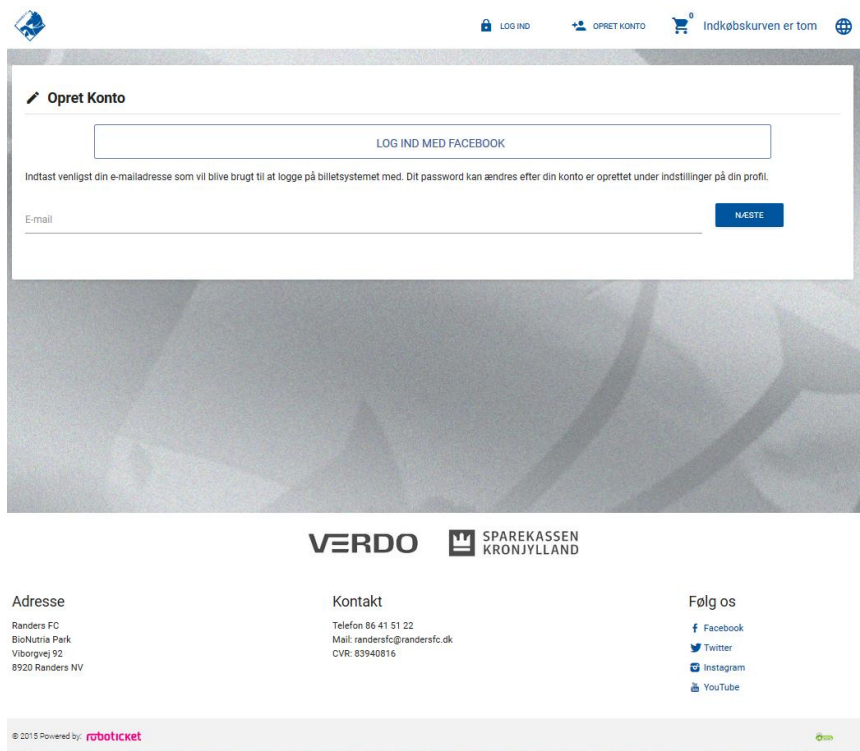 LOG IND
OPRET KONTO
0
Indkøbskurven er tom
Opret Konto
LOG IND MED FACEBOOK
Indtast venligst din e-mailadresse som vil blive brugt til at logge på billetsystemet med. Dit password kan ændres efter din konto er oprettet under indstillinger på din profil.
E-mail
NÆSTE
VERDO
SPAREKASSEN
KRONJYLLAND
Adresse
Randers FC
BioNutria Park
Viborgvej 92
8920 Randers NV
Kontakt
Telefon 86 41 51 22
Mail: randersfc@randersfc.dk
CVR: 83940816
Følg os
Facebook
Twitter
Instagram
YouTube
© 2015 Powered by: roboticket